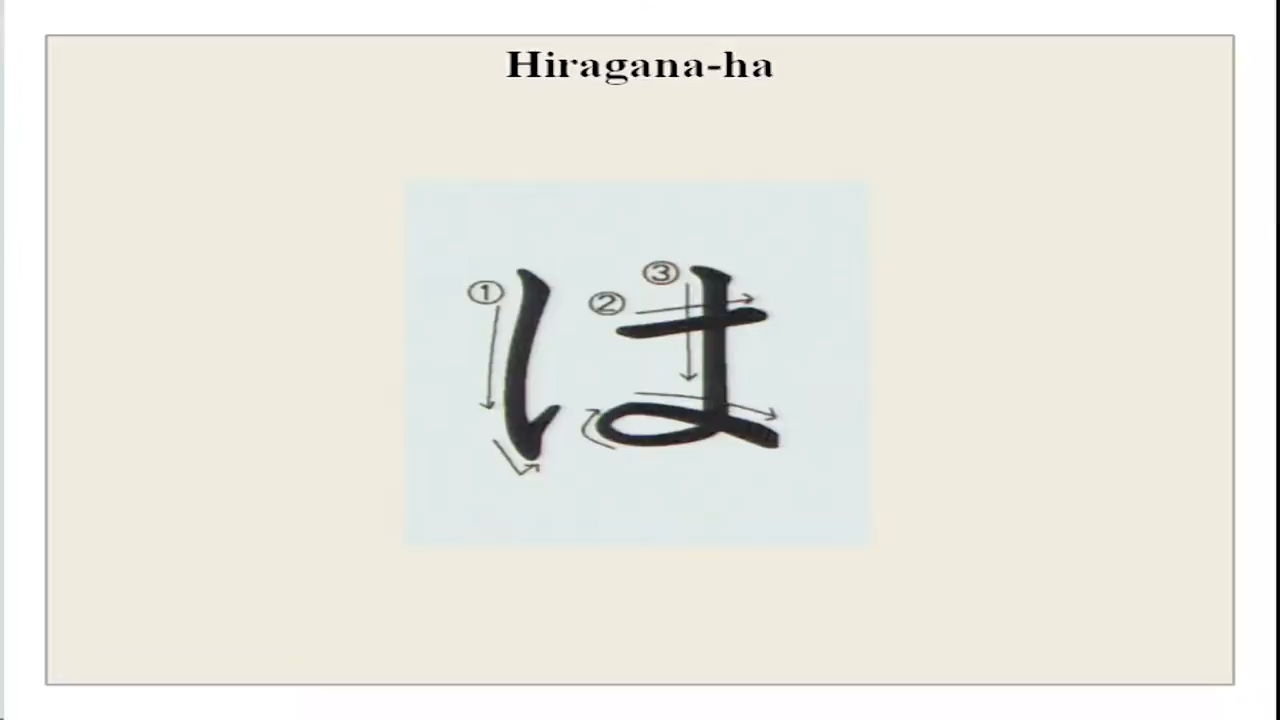 Hiragana-ha
① ② ③
は